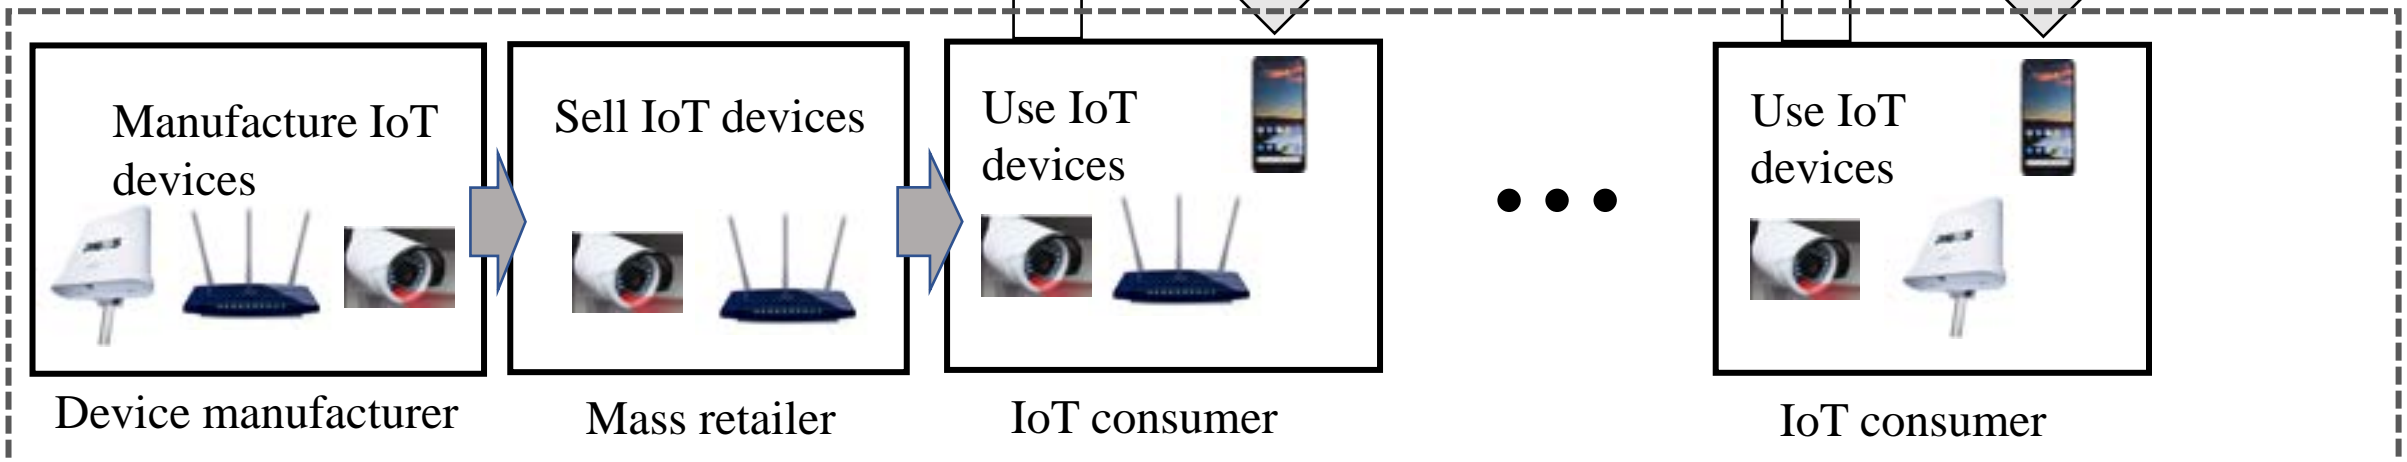 Manufacture IoT
devices
Device manufacturer
Sell IoT devices
Mass retailer
Use IoT
devices
IoT consumer
Use IoT
devices
IoT consumer